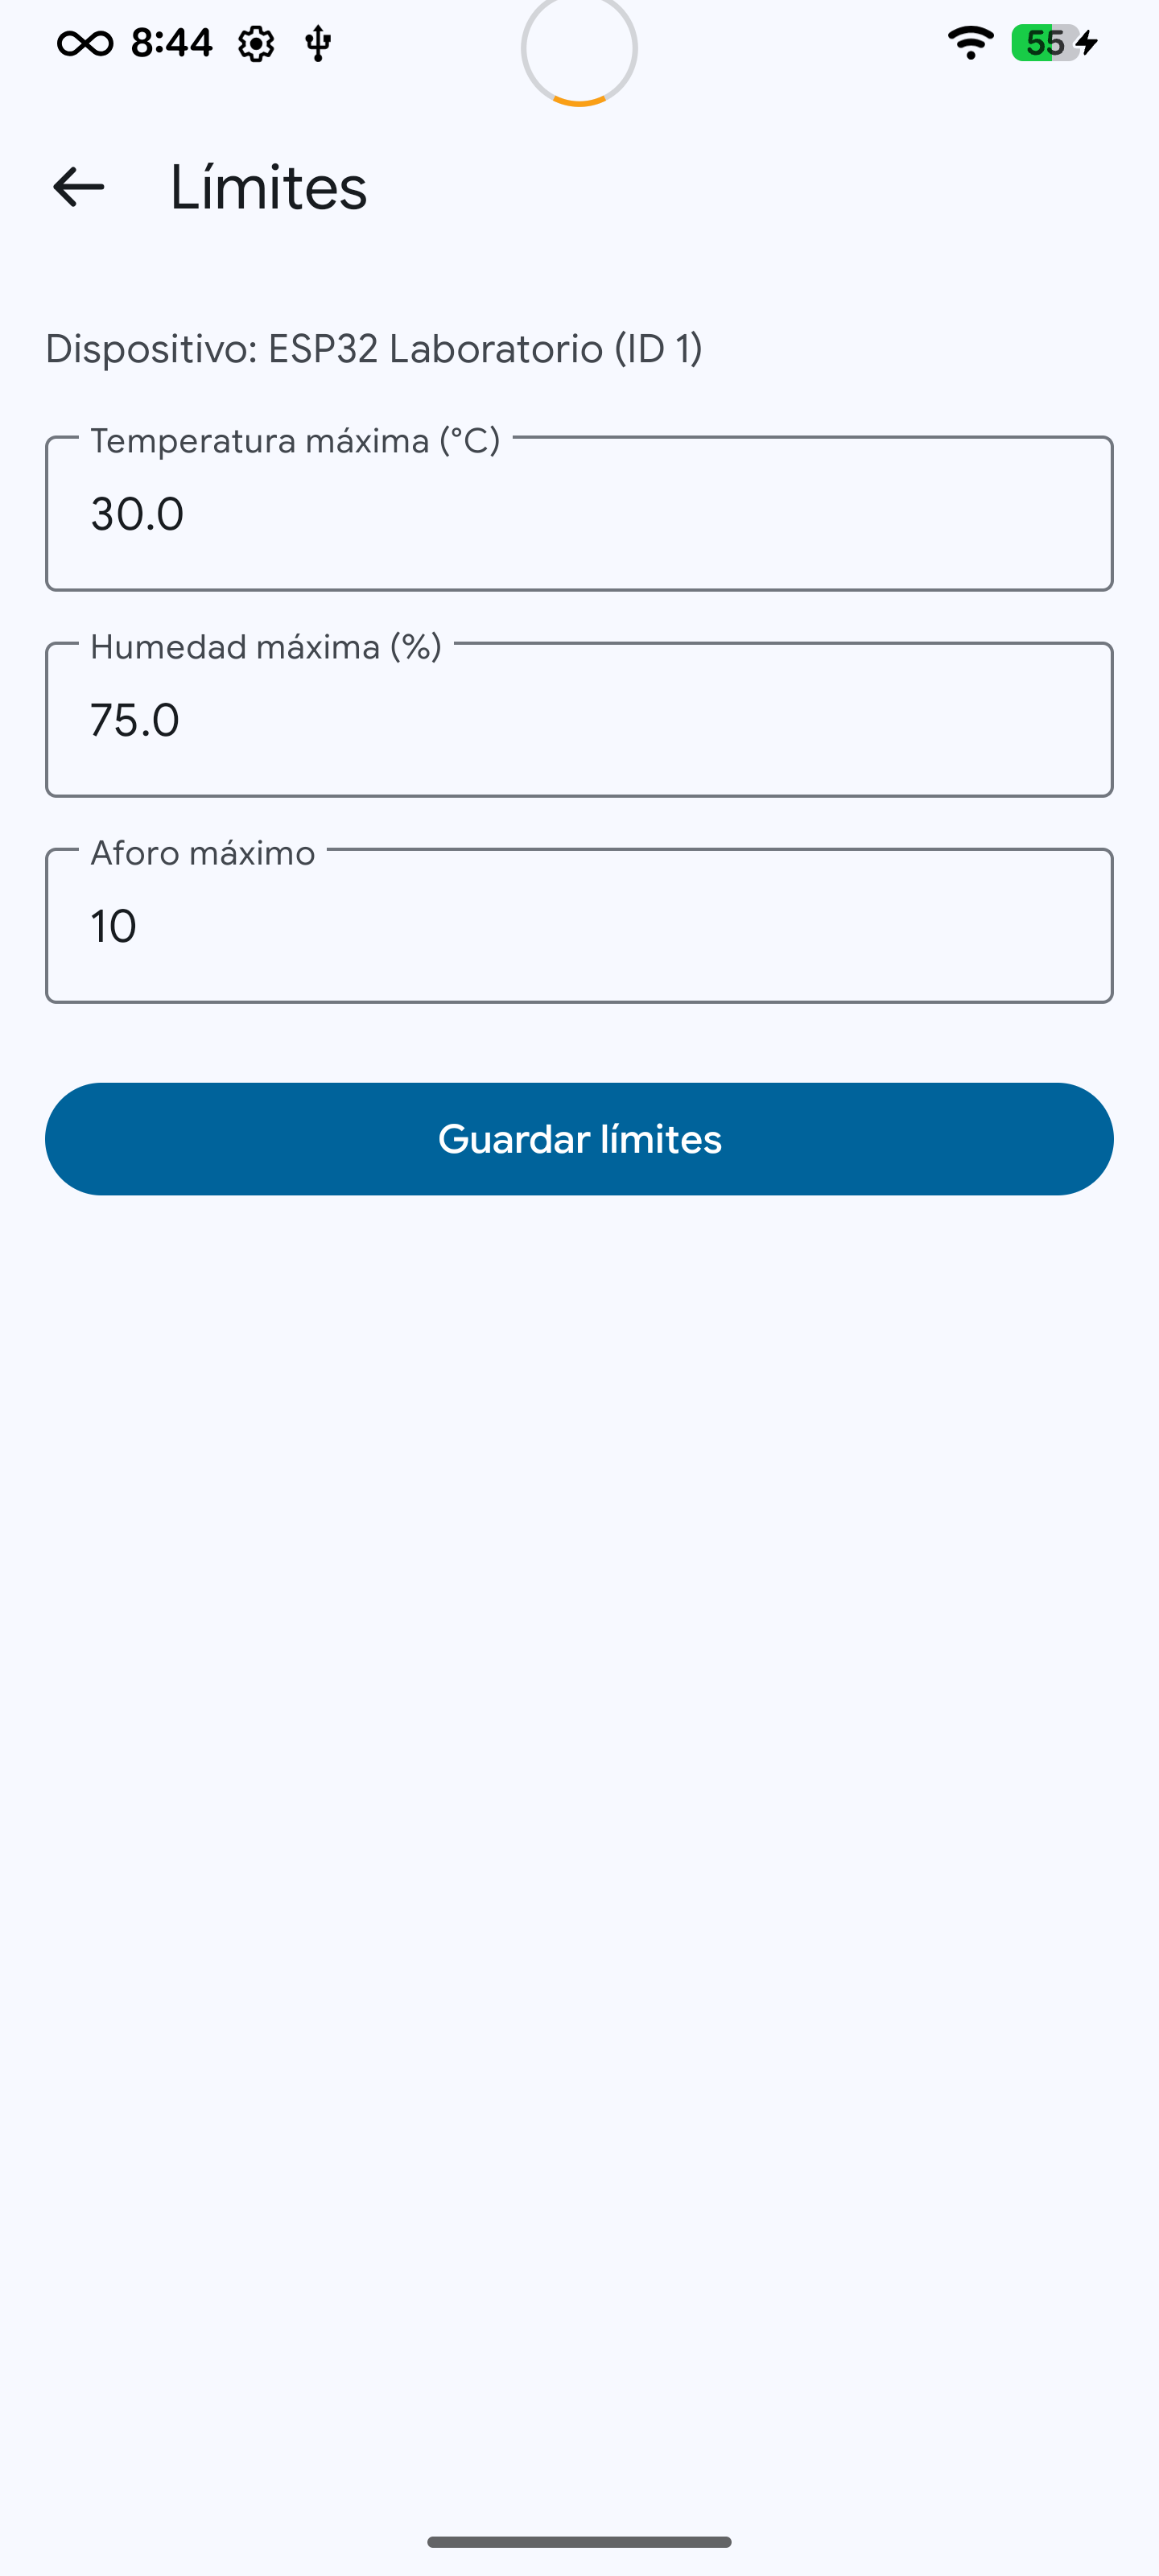 8:44
55
Límites
Dispositivo: ESP32 Laboratorio (ID 1)
Temperatura máxima (°C)
30.0
Humedad máxima (%)
75.0
Aforo máximo
10
Guardar límites